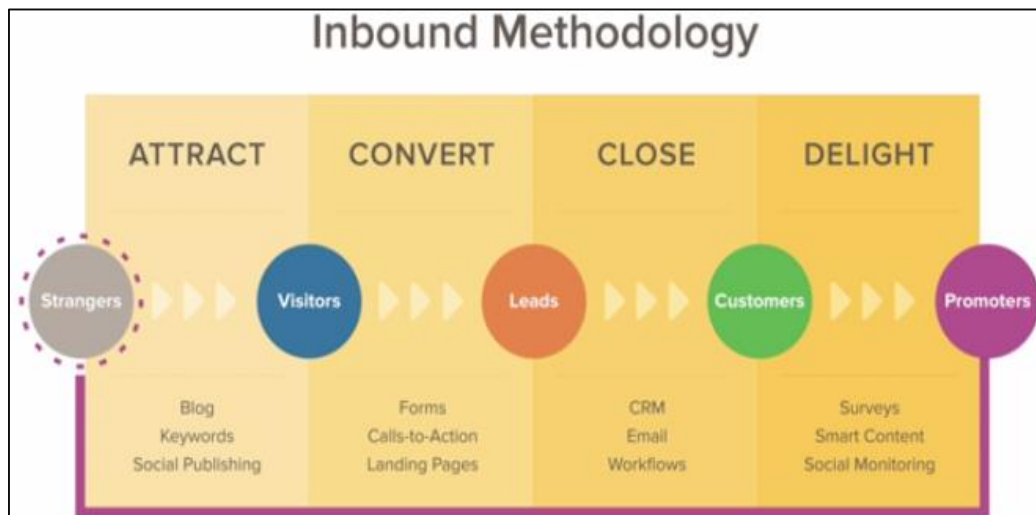 Inbound Methodology
ATTRACT CONVERT CLOSE DELIGHT
Strangers Visitors Leads Customers Promoters
Blog Forms CRM Surveys
Keywords Calls-to-Action Email Smart Content
Social Publishing Landing Pages Workflows Social Monitoring